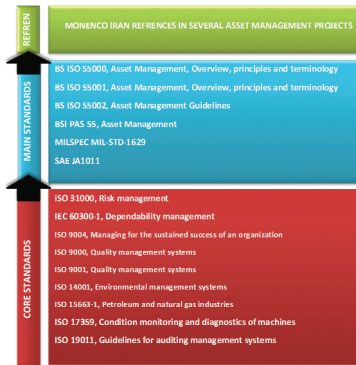 REFREN
MONENCO IRAN REFRENCES IN SEVERAL ASSET MANAGEMENT PROJECTS
MAIN STANDARDS
BS ISO 55000, Asset Management, Overview, principles and terminology
BS ISO 55001, Asset Management, Overview, principles and terminology
BS ISO 55002, Asset Management Guidelines
BSI PAS 55, Asset Management
MILSPEC MIL-STD-1629
SAE JA1011
CORE STANDARDS
iSO 31000, Risk management
IEC 60300-1, Dependability management
ISO 9004, Managing for the sustained success of an organization
ISO 9000, Quality management systems
ISO 9001, Quality management systems
ISO 14001, Environmental management systems
ISO 15663-1, Petroleum and natural gas industries
ISO 17359, Condition monitoring and diagnostics of machines
ISO 19011, Guidelines for auditing management systems